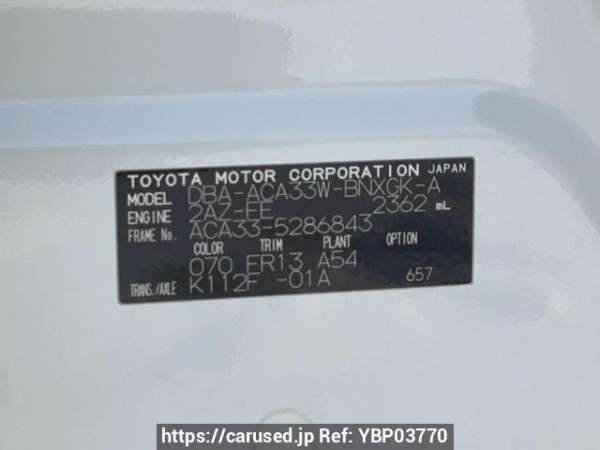 TOYOTA MOTOR CORPORATION JAPAN
MODEL DBA-ACA33W-BNXGK-A
ENGINE 2AZ-FE 2362 mL
FRAME No. ACA33-5286843
COLOR TRIM PLANT OPTION
070 FR13 A54
TRANS./AXLE K112F -01A 657
https://carused.jp Ref: YBP03770